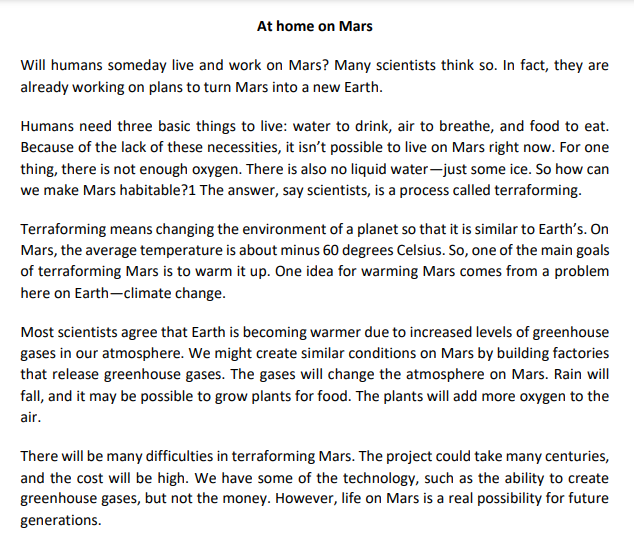 At home on Mars
Will humans someday live and work on Mars? Many scientists think so. In fact, they are
already working on plans to turn Mars into a new Earth.
Humans need three basic things to live: water to drink, air to breathe, and food to eat.
Because of the lack of these necessities, it isn’t possible to live on Mars right now. For one
thing, there is not enough oxygen. There is also no liquid water—just some ice. So how can
we make Mars habitable?1 The answer, say scientists, is a process called terraforming.
Terraforming means changing the environment of a planet so that it is similar to Earth’s. On
Mars, the average temperature is about minus 60 degrees Celsius. So, one of the main goals
of terraforming Mars is to warm it up. One idea for warming Mars comes from a problem
here on Earth—climate change.
Most scientists agree that Earth is becoming warmer due to increased levels of greenhouse
gases in our atmosphere. We might create similar conditions on Mars by building factories
that release greenhouse gases. The gases will change the atmosphere on Mars. Rain will
fall, and it may be possible to grow plants for food. The plants will add more oxygen to the
air.
There will be many difficulties in terraforming Mars. The project could take many centuries,
and the cost will be high. We have some of the technology, such as the ability to create
greenhouse gases, but not the money. However, life on Mars is a real possibility for future
generations.